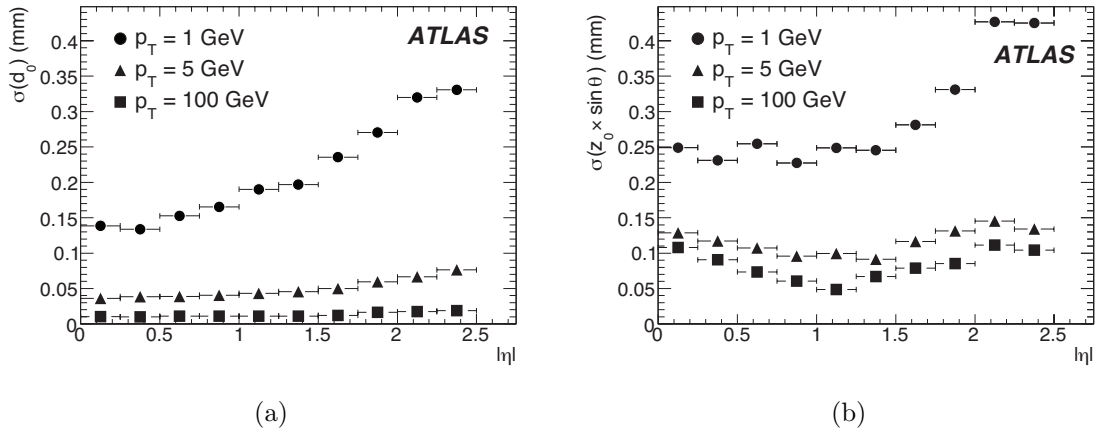 σ(d0) (mm)
0.4
0.35
0.3
0.25
0.2
0.15
0.1
0.05
0
pT = 1 GeV
pT = 5 GeV
pT = 100 GeV
ATLAS
0 0.5 1 1.5 2 2.5
|η|
(a)
σ(z0 × sin θ) (mm)
0.4
0.35
0.3
0.25
0.2
0.15
0.1
0.05
0
pT = 1 GeV
pT = 5 GeV
pT = 100 GeV
ATLAS
0 0.5 1 1.5 2 2.5
|η|
(b)